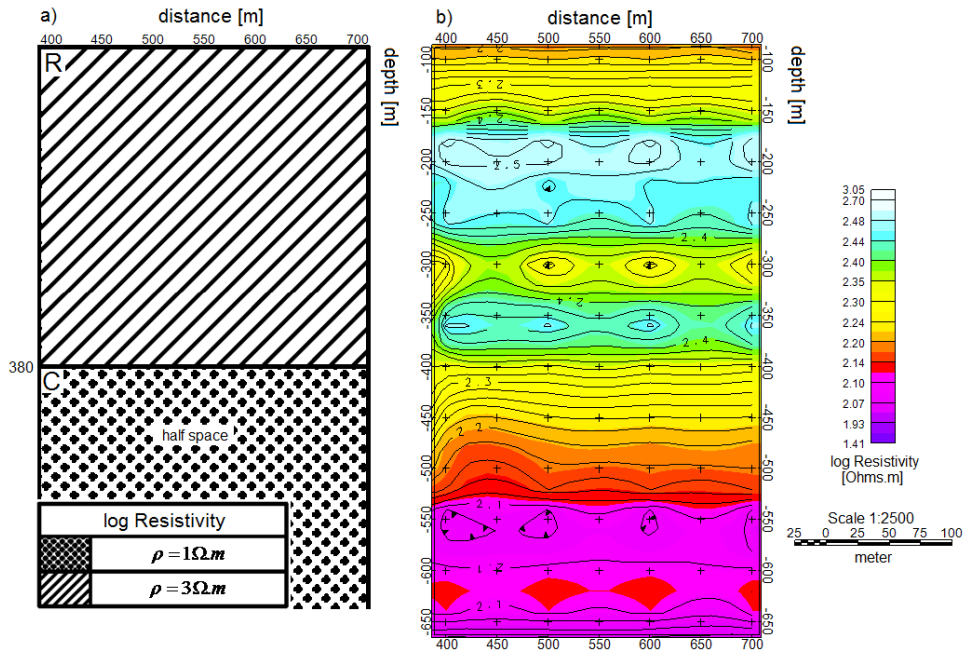 a)
distance [m]
400 450 500 550 600 650 700
R
depth [m]
380
C
half space
log Resistivity
ρ = 1Ωm
ρ = 3Ωm
b)
distance [m]
400 450 500 550 600 650 700
depth [m]
-100 -100
-150 -150
-200 -200
-250 -250
-300 -300
-350 -350
-400 -400
-450 -450
-500 -500
-550 -550
-600 -600
-650 -650
2.2 2.2
2.3
2.4
2.5
2.4
2.4
2.4
2.3
2.2
2.1
2.1
2.1
400 450 500 550 600 650 700
3.05
2.70
2.48
2.44
2.40
2.35
2.30
2.24
2.20
2.14
2.10
2.07
1.93
1.41
log Resistivity
[Ohms.m]
Scale 1:2500
25 0 25 50 75 100
meter